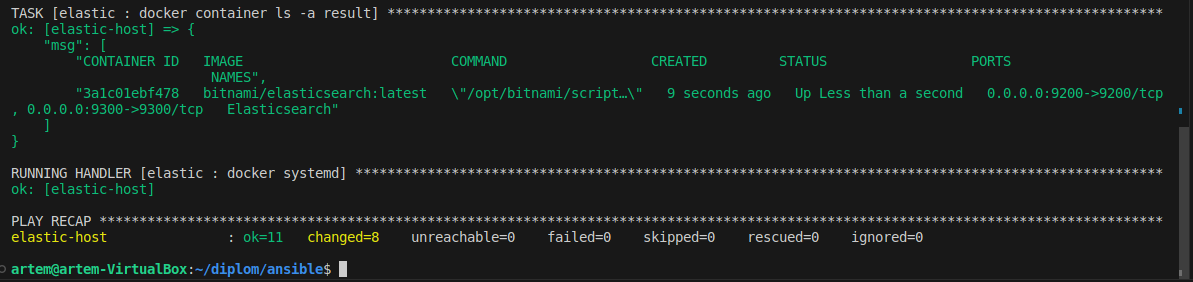 TASK [elastic : docker container ls -a result] *************************************************************************************************
ok: [elastic-host] => {
    "msg": [
        "CONTAINER ID   IMAGE                          COMMAND                  CREATED         STATUS                  PORTS
                         NAMES",
        "3a1c01ebf478   bitnami/elasticsearch:latest   \"/opt/bitnami/script…\"   9 seconds ago   Up Less than a second   0.0.0.0:9200->9200/tcp
, 0.0.0.0:9300->9300/tcp   Elasticsearch"
    ]
}
RUNNING HANDLER [elastic : docker systemd] *****************************************************************************************************
ok: [elastic-host]
PLAY RECAP *************************************************************************************************************************************
elastic-host               : ok=11   changed=8    unreachable=0    failed=0    skipped=0    rescued=0    ignored=0
artem@artem-VirtualBox:~/diplom/ansible$